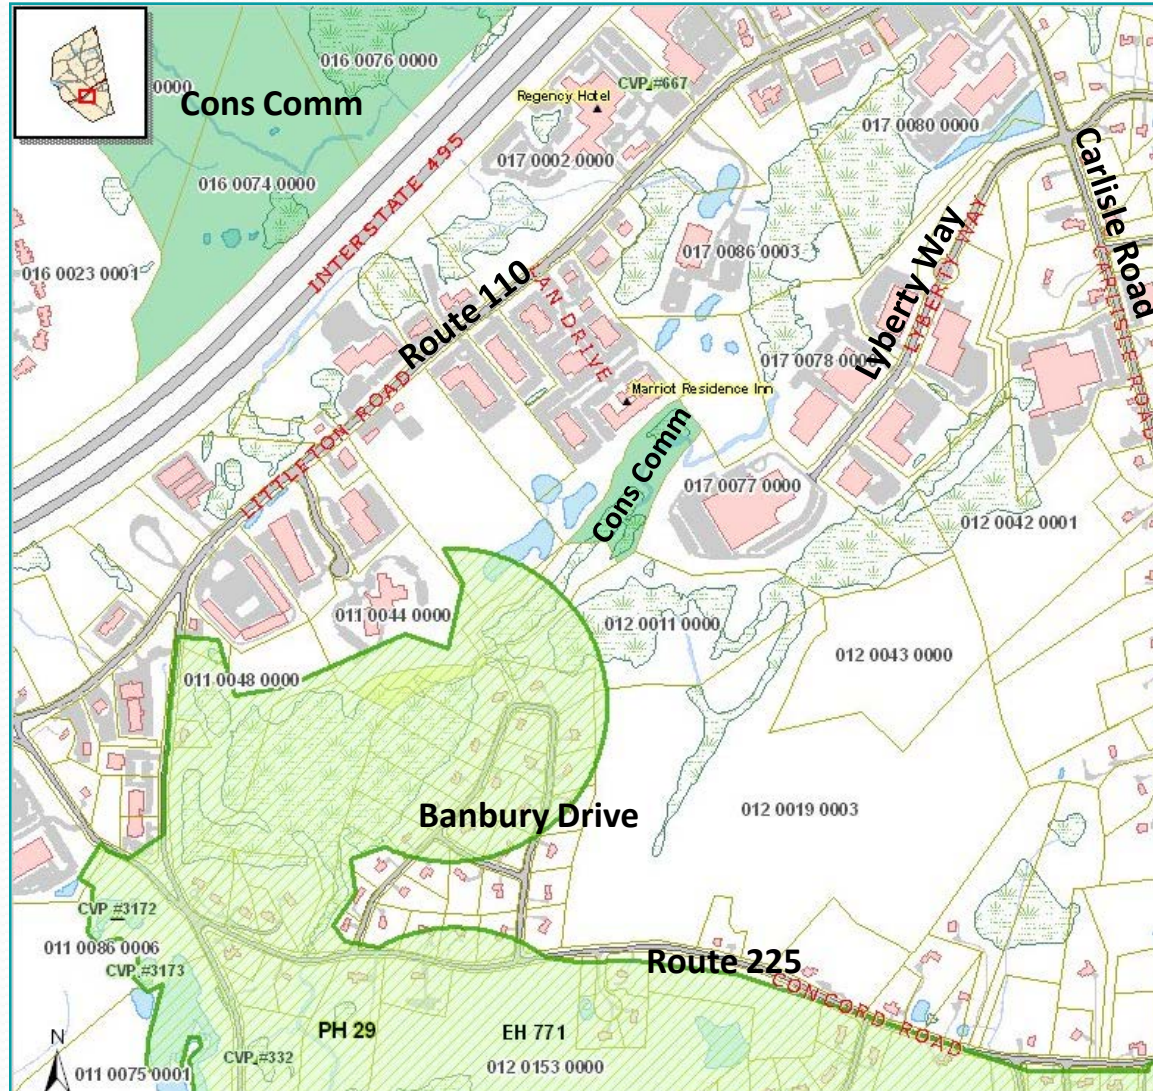 016 0076 0000
0000
Cons Comm
CVP #667
Regency Hotel
017 0080 0000
INTERSTATE 495
017 0002 0000
016 0074 0000
Carlisle Road
CARLISLE ROAD
Lyberty Way
LYBERTY WAY
017 0086 0003
016 0023 0001
Route 110
LAN DRIVE
017 0078 000
Marriot Residence Inn
LITTLETON ROAD
Cons Comm
017 0077 0000
012 0042 0001
011 0044 0000
012 0011 0000
012 0043 0000
011 0048 0000
012 0019 0003
Banbury Drive
CVP #3172
011 0086 0006
CVP #3173
Route 225
CONCORD ROAD
PH 29
EH 771
N
CVP #332
012 0153 0000
011 0075 0001